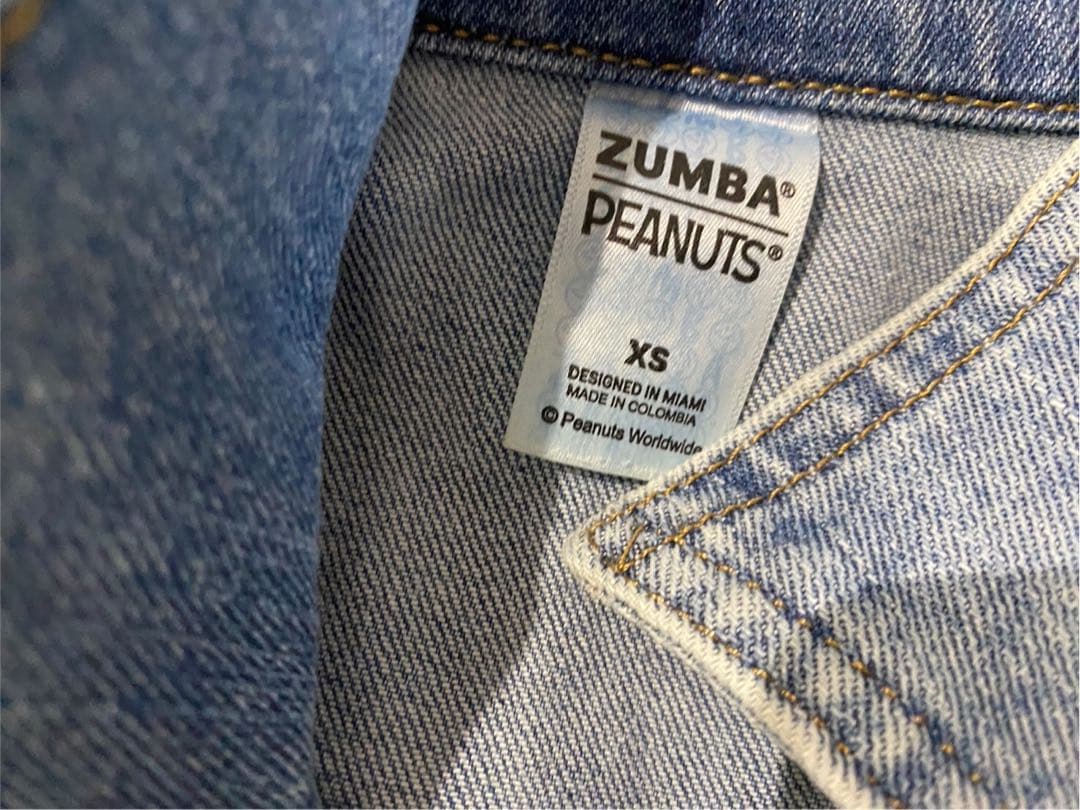 ZUMBA®
PEANUTS®
XS
DESIGNED IN MIAMI
MADE IN COLOMBIA
© Peanuts Worldwide